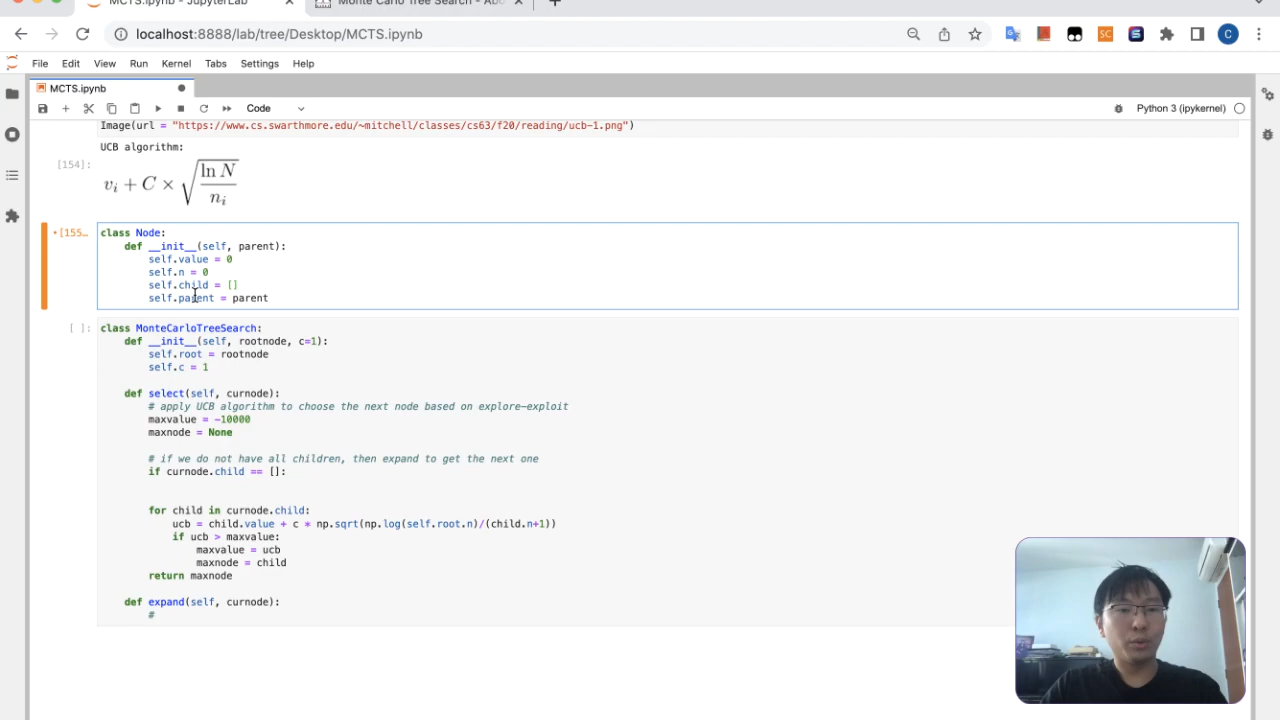 MCTS.ipynb - JupyterLab
Monte Carlo Tree Search - Abo
localhost:8888/lab/tree/Desktop/MCTS.ipynb
SC
C
File Edit View Run Kernel Tabs Settings Help
MCTS.ipynb
Code
Python 3 (ipykernel)
Image(url = "https://www.cs.swarthmore.edu/~mitchell/classes/cs63/f20/reading/ucb-1.png")
UCB algorithm:
[154]:
v_i + C × √(ln N / n_i)
[155…
class Node:
    def __init__(self, parent):
        self.value = 0
        self.n = 0
        self.child = []
        self.parent = parent
[ ]:
class MonteCarloTreeSearch:
    def __init__(self, rootnode, c=1):
        self.root = rootnode
        self.c = 1
    def select(self, curnode):
        # apply UCB algorithm to choose the next node based on explore-exploit
        maxvalue = -10000
        maxnode = None
        # if we do not have all children, then expand to get the next one
        if curnode.child == []:
        for child in curnode.child:
            ucb = child.value + c * np.sqrt(np.log(self.root.n)/(child.n+1))
            if ucb > maxvalue:
                maxvalue = ucb
                maxnode = child
        return maxnode
    def expand(self, curnode):
        #